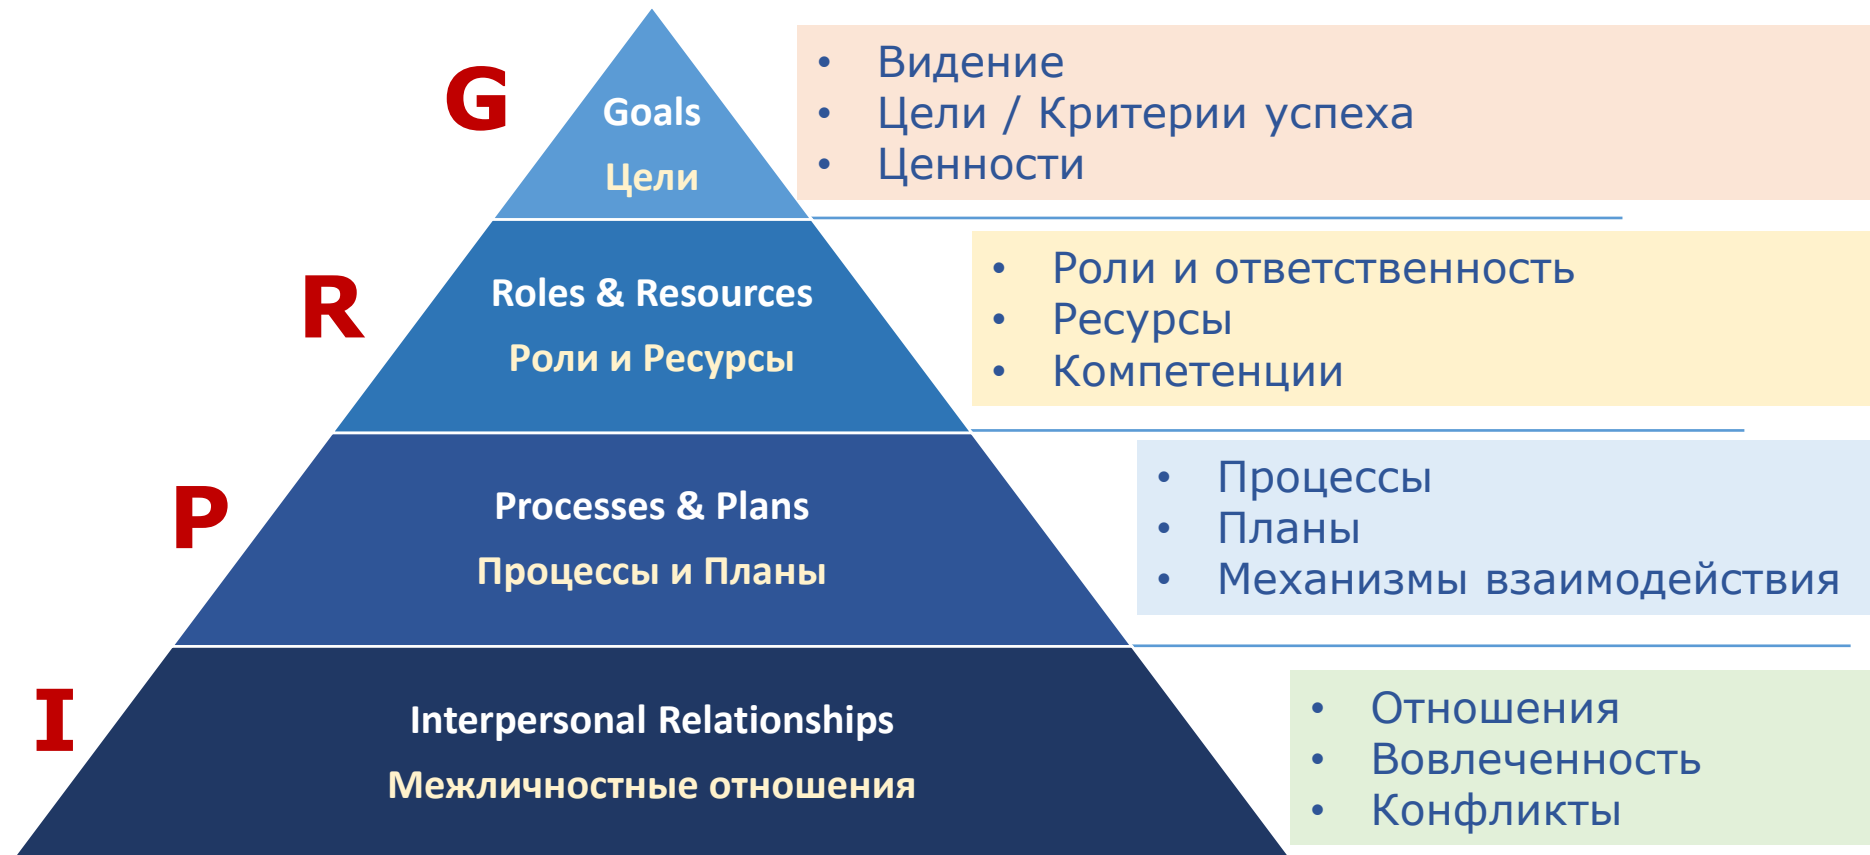 G
Goals
Цели
• Видение
• Цели / Критерии успеха
• Ценности
R
Roles & Resources
Роли и Ресурсы
• Роли и ответственность
• Ресурсы
• Компетенции
P
Processes & Plans
Процессы и Планы
• Процессы
• Планы
• Механизмы взаимодействия
I
Interpersonal Relationships
Межличностные отношения
• Отношения
• Вовлеченность
• Конфликты